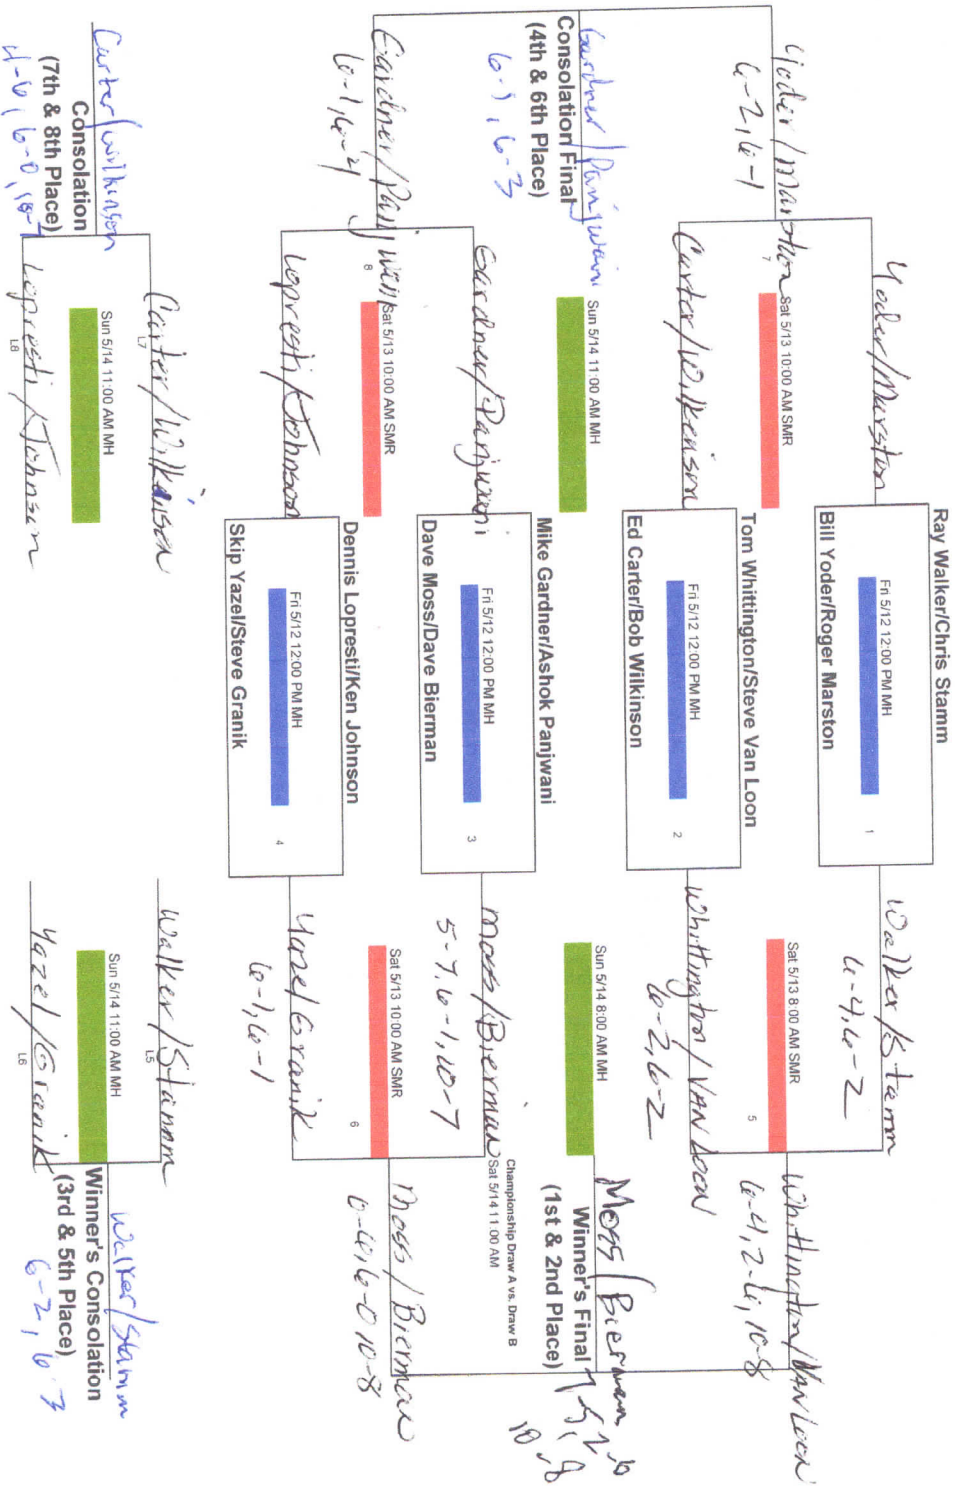 Ray Walker/Chris Stamm
Fri 5/12 12:00 PM MH
1
Bill Yoder/Roger Marston
Tom Whittington/Steve Van Loon
Fri 5/12 12:00 PM MH
2
Ed Carter/Bob Wilkinson
Mike Gardner/Ashok Panjwani
Fri 5/12 12:00 PM MH
3
Dave Moss/Dave Bierman
Dennis Lopresti/Ken Johnson
Fri 5/12 12:00 PM MH
4
Skip Yazel/Steve Granik
Walker/Stamm
6-4, 6-2
Sat 5/13 8:00 AM SMR
5
Whittington/VAN Loon
6-2, 6-2
Moss/Bierman
5-7, 6-1, 10-7
Sat 5/13 10:00 AM SMR
6
Yazel Granik
6-1, 6-1
Whittington/VAN Loon
6-4, 2-6, 10-8
Sun 5/14 8:00 AM MH
Moss/Bierman
Winner's Final
(1st & 2nd Place)
10-8
Championship Draw A vs. Draw B
Sat 5/14 11:00 AM
Moss/Bierman
6-0 10-8
Walker/Stamm
L5
Sun 5/14 11:00 AM MH
Yazel/Granik
L6
Walker/Stamm
Winner's Consolation
(3rd & 5th Place)
6-2, 6-3
Yoder/Marston
Sat 5/13 10:00 AM SMR
7
Carter/Wilkenson
Yoder/Marston
6-2, 6-1
Gardner/Panjwani
Sat 5/13 10:00 AM SMR
8
Lopresti/Johnson
Gardner/Panjwani
6-1, 6-4
Sun 5/14 11:00 AM MH
Gardner/Panjwani
Consolation Final
(4th & 6th Place)
6-3
Carter/Wilkinson
L7
Sun 5/14 11:00 AM MH
Lopresti/Johnson
L8
Carter/Wilkinson
Consolation
(7th & 8th Place)
4-6, 6-0, 10-7